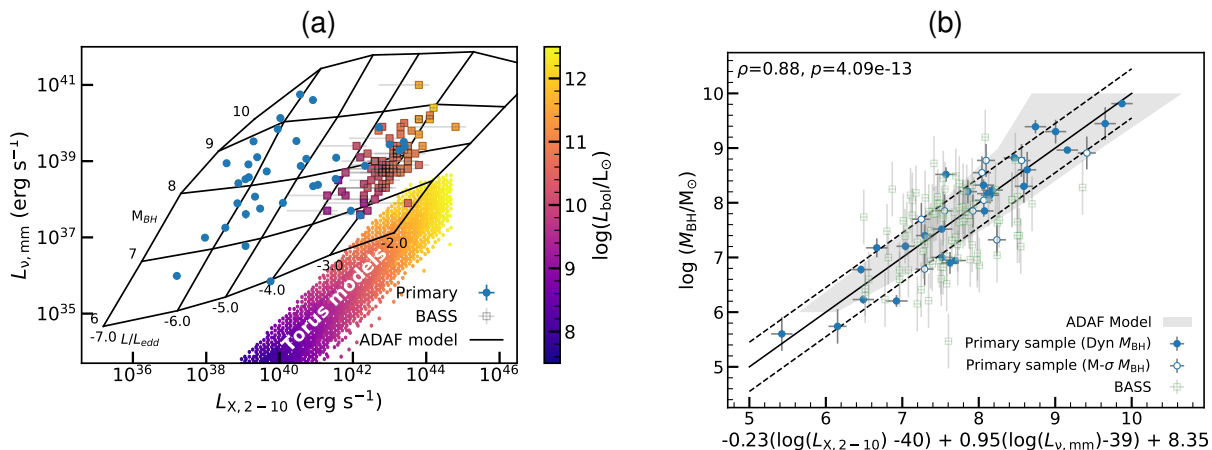 (a)
10^41
10^39
10^37
10^35
L_ν,mm (erg s^−1)
10
9
8
M_BH
7
6
-7.0 L/L_edd
-6.0
-5.0
-4.0
-3.0
-2.0
Torus models
Primary
BASS
ADAF model
10^36
10^38
10^40
10^42
10^44
10^46
L_X,2−10 (erg s^−1)
12
11
10
9
8
log(L_bol/L_⊙)
(b)
ρ=0.88, p=4.09e-13
10
9
8
7
6
5
log (M_BH/M_⊙)
ADAF Model
Primary sample (Dyn M_BH)
Primary sample (M-σ M_BH)
BASS
5
6
7
8
9
10
-0.23(log(L_X,2−10) -40) + 0.95(log(L_ν,mm)-39) + 8.35